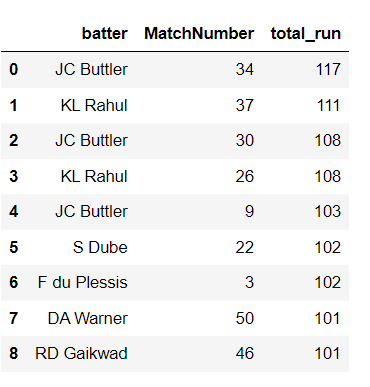 batter MatchNumber total_run
0 JC Buttler 34 117
1 KL Rahul 37 111
2 JC Buttler 30 108
3 KL Rahul 26 108
4 JC Buttler 9 103
5 S Dube 22 102
6 F du Plessis 3 102
7 DA Warner 50 101
8 RD Gaikwad 46 101